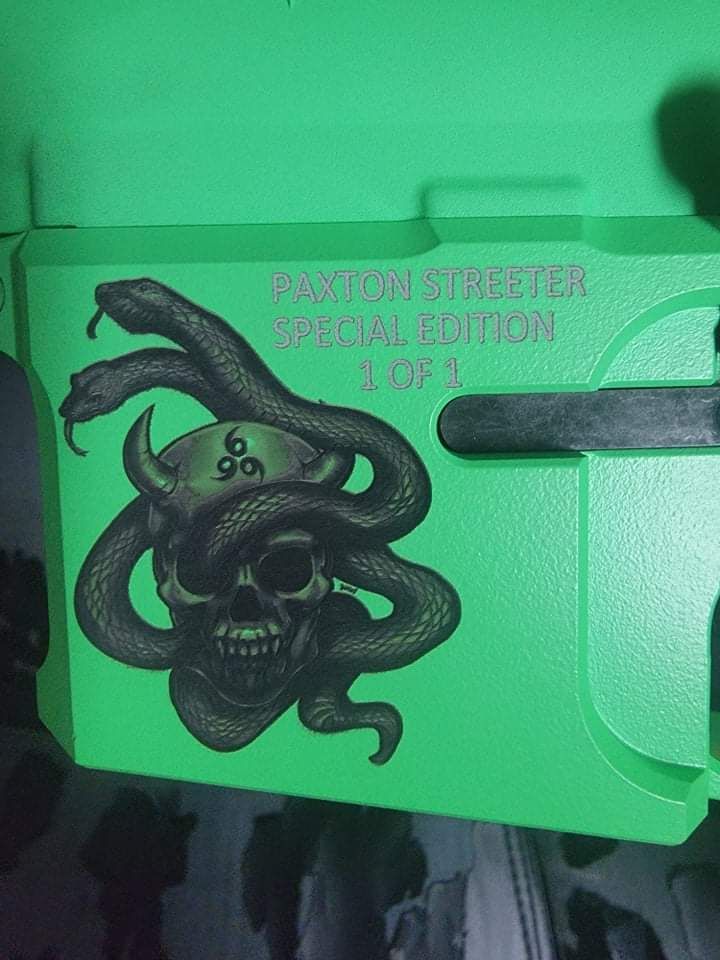 PAXTON STREETER
SPECIAL EDITION
1 OF 1